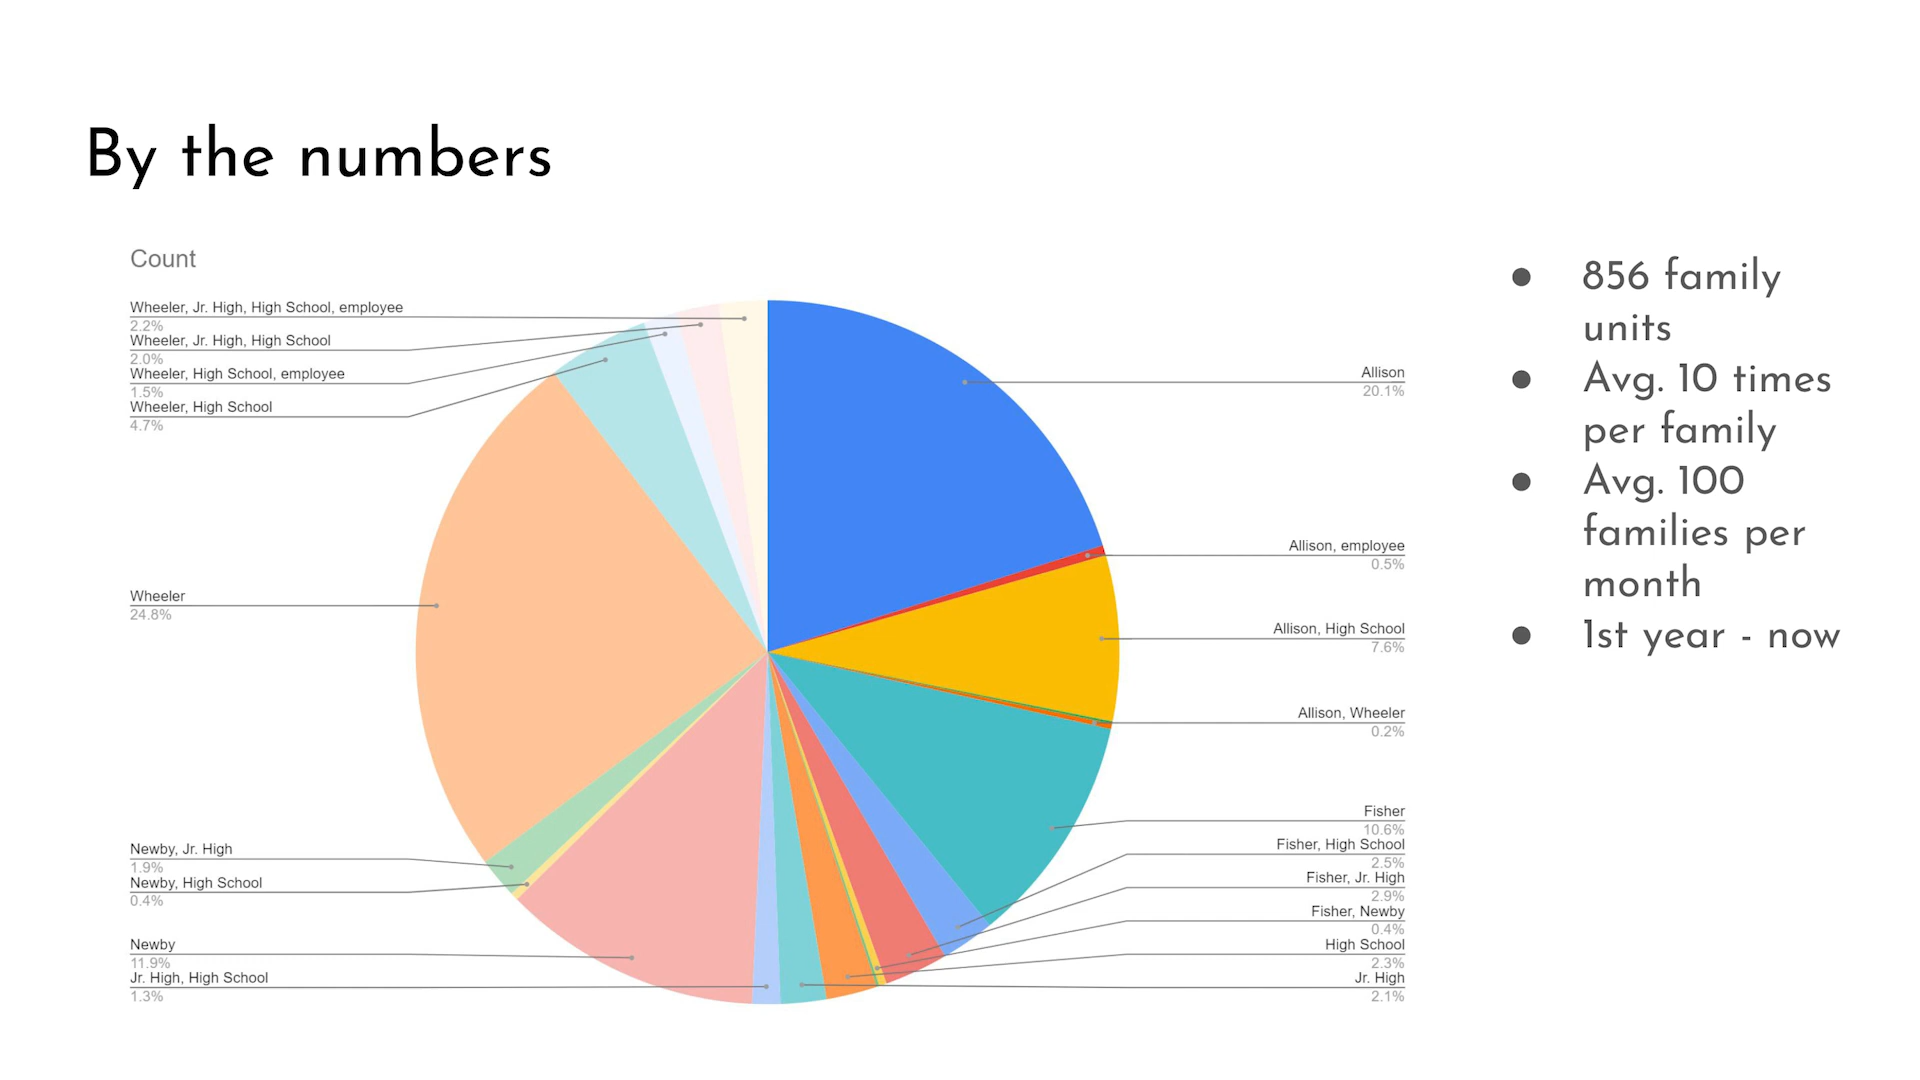 By the numbers
Count
Wheeler, Jr. High, High School, employee
2.2%
Wheeler, Jr. High, High School
2.0%
Wheeler, High School, employee
1.5%
Wheeler, High School
4.7%
Wheeler
24.8%
Newby, Jr. High
1.9%
Newby, High School
0.4%
Newby
11.9%
Jr. High, High School
1.3%
Allison
20.1%
Allison, employee
0.5%
Allison, High School
7.6%
Allison, Wheeler
0.2%
Fisher
10.6%
Fisher, High School
2.5%
Fisher, Jr. High
2.9%
Fisher, Newby
0.4%
High School
2.3%
Jr. High
2.1%
● 856 family
units
● Avg. 10 times
per family
● Avg. 100
families per
month
● 1st year - now